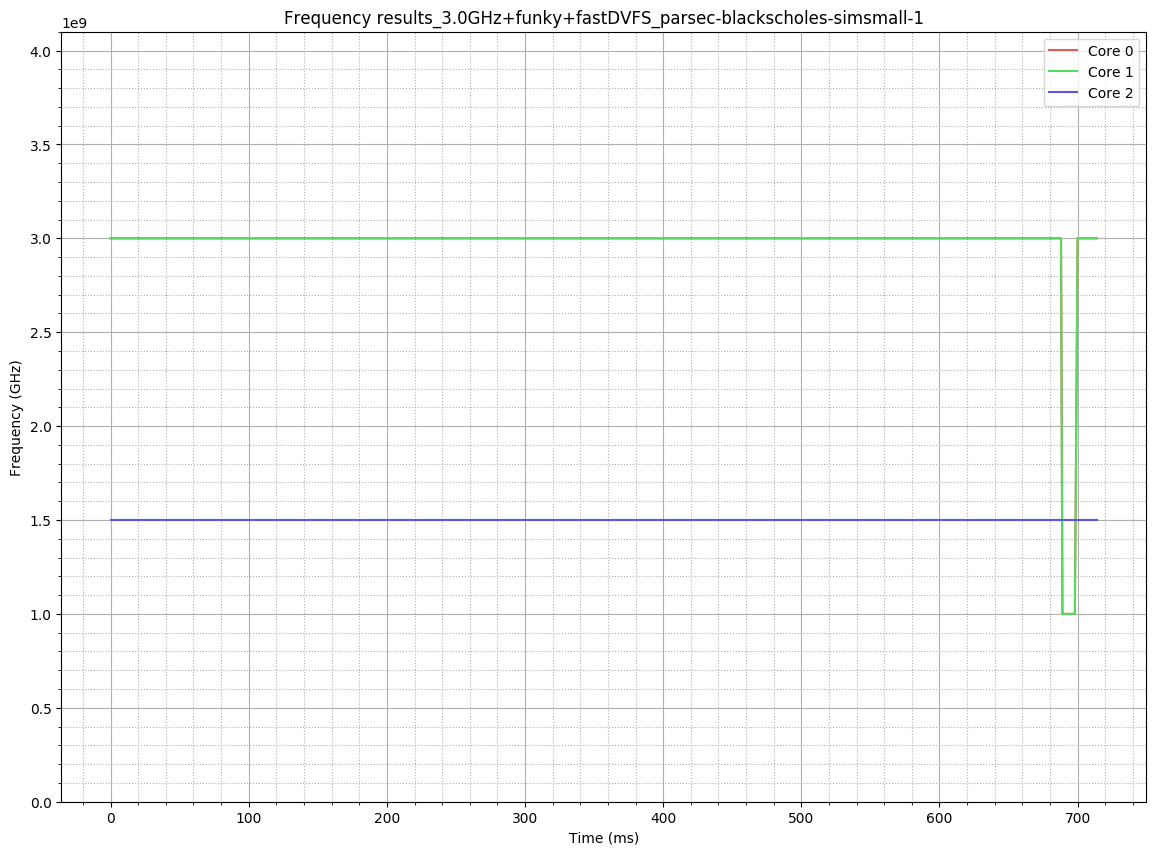 Frequency results_3.0GHz+funky+fastDVFS_parsec-blackscholes-simsmall-1
1e9
4.0
3.5
3.0
2.5
2.0
1.5
1.0
0.5
0.0
Frequency (GHz)
Core 0
Core 1
Core 2
0 100 200 300 400 500 600 700
Time (ms)